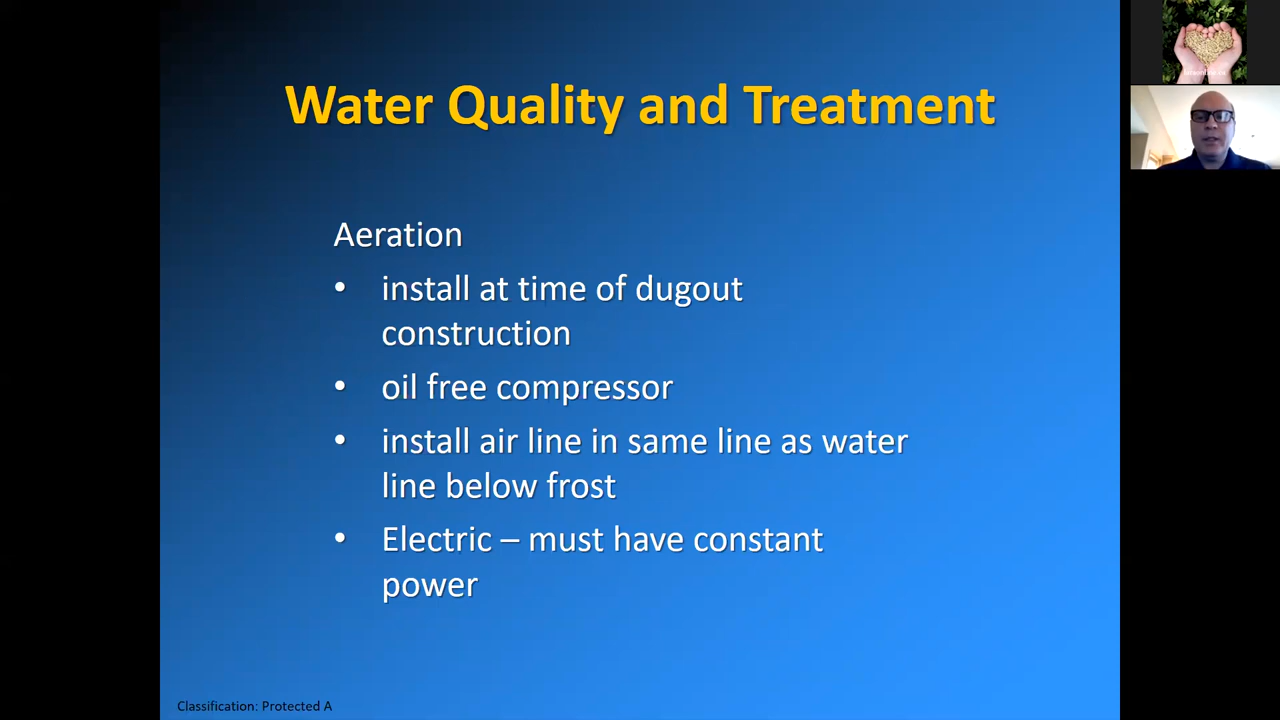 Water Quality and Treatment
Aeration
• install at time of dugout
construction
• oil free compressor
• install air line in same line as water
line below frost
• Electric – must have constant
power
Classification: Protected A